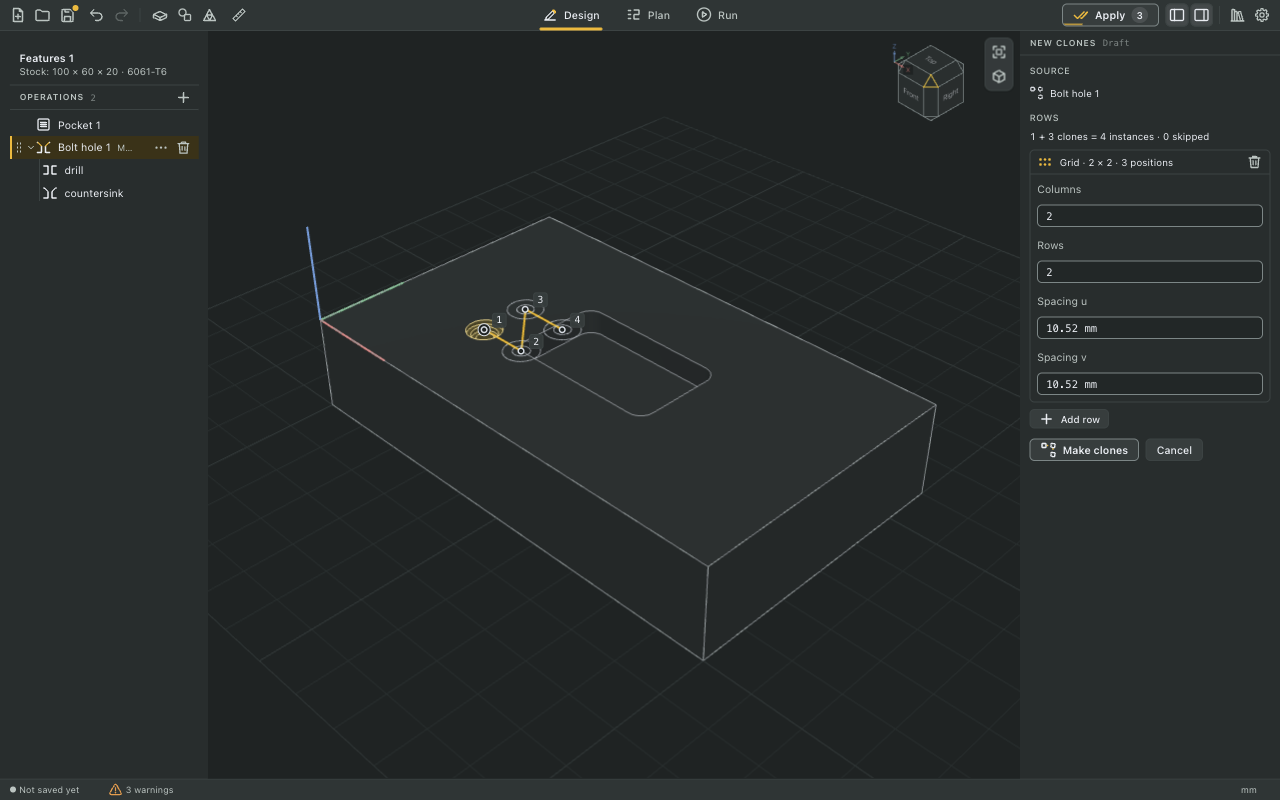 Design
Plan
Run
Apply 3
Features 1
Stock: 100 × 60 × 20 · 6061-T6
OPERATIONS 2
Pocket 1
Bolt hole 1 M…
drill
countersink
Z
Top
Front
Right
1
2
3
4
NEW CLONES Draft
SOURCE
Bolt hole 1
ROWS
1 + 3 clones = 4 instances · 0 skipped
Grid · 2 × 2 · 3 positions
Columns
2
Rows
2
Spacing u
10.52 mm
Spacing v
10.52 mm
Add row
Make clones
Cancel
Not saved yet
3 warnings
mm